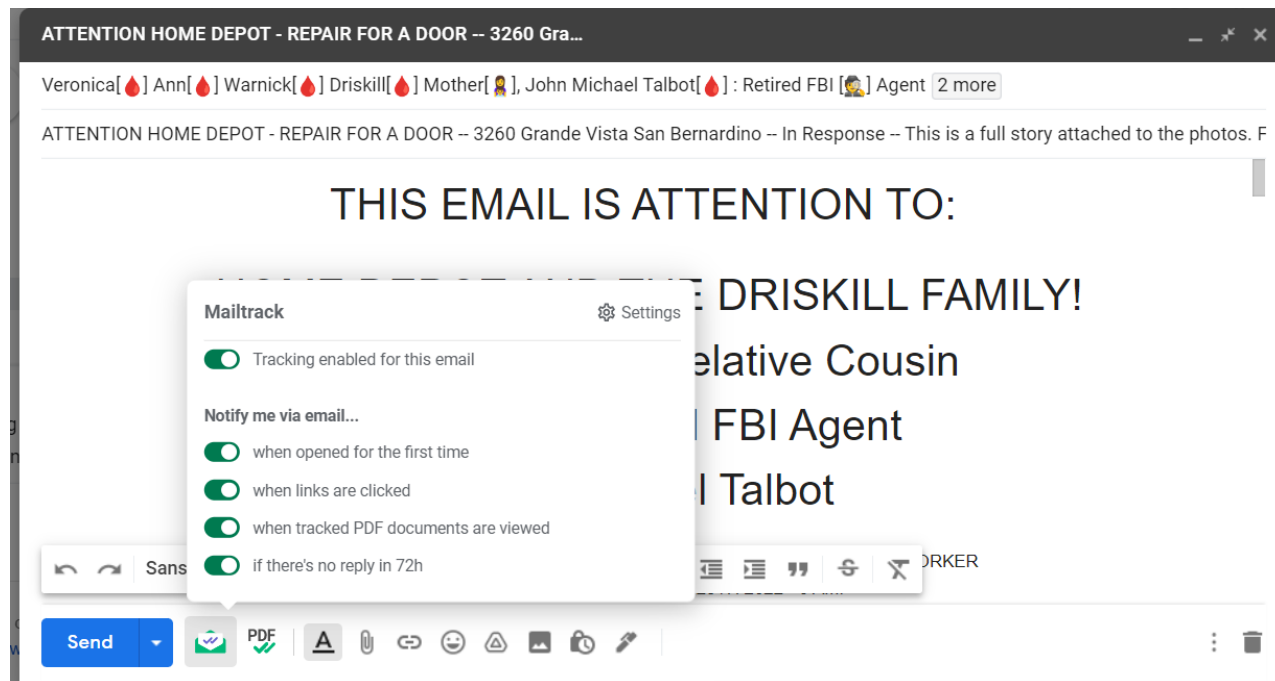 ATTENTION HOME DEPOT - REPAIR FOR A DOOR -- 3260 Gra...
Veronica[🩸] Ann[🩸] Warnick[🩸] Driskill[🩸] Mother[🤱], John Michael Talbot[🩸] : Retired FBI [🕵] Agent 2 more
ATTENTION HOME DEPOT - REPAIR FOR A DOOR -- 3260 Grande Vista San Bernardino -- In Response -- This is a full story attached to the photos. F
THIS EMAIL IS ATTENTION TO:
DRISKILL FAMILY!
Mailtrack
Settings
Tracking enabled for this email
elative Cousin
Notify me via email...
FBI Agent
when opened for the first time
when links are clicked
l Talbot
when tracked PDF documents are viewed
if there's no reply in 72h
Sans
ORKER
Send
PDF
A